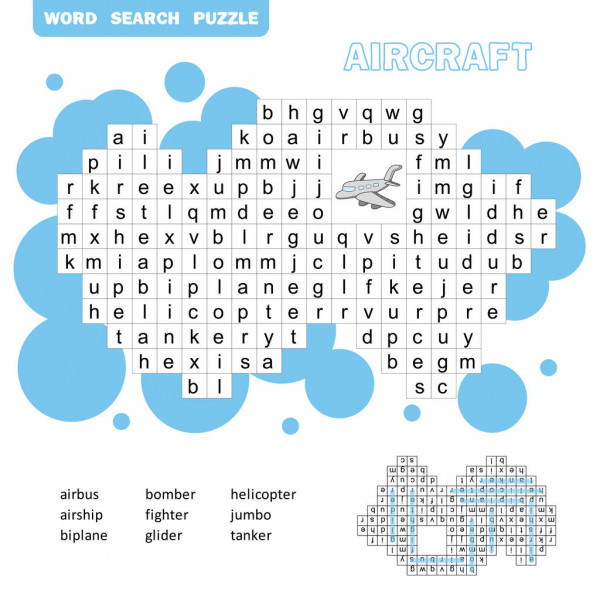 WORD SEARCH PUZZLE
AIRCRAFT
b h g v q w g
a i k o a i r b u s y
p i l i j m m w i f m l
r k r e e x u p b j j i m g i f
f f s t l q m d e e o g w l d h e
m x h e x v b l r g u q v s h e i d s r
k m i a p l o m m j c l p i t u d u b
u p b i p l a n e g l f k e j e r
h e l i c o p t e r r v u r p r e
t a n k e r y t d p c u y
h e x i s a b e g m
b l s c
airbus bomber helicopter
airship fighter jumbo
biplane glider tanker